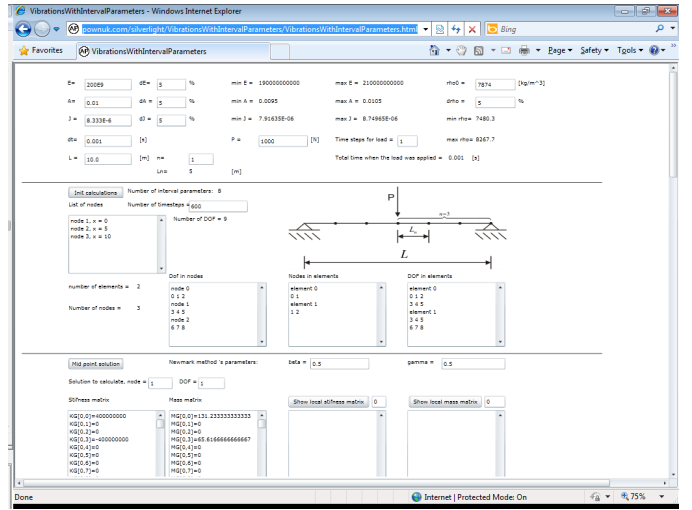 VibrationsWithIntervalParameters - Windows Internet Explorer
pownuk.com/silverlight/VibrationsWithIntervalParameters/VibrationsWithIntervalParameters.html
Bing
Favorites VibrationsWithIntervalParameters Page Safety Tools
E= 200E9 dE= 5 % min E = 190000000000 max E = 210000000000 rho0 = 7874 [kg/m^3]
A= 0.01 dA = 5 % min A = 0.0095 max A = 0.0105 drho = 5 %
J = 8.333E-6 dJ = 5 % min J = 7.91635E-06 max J = 8.74965E-06 min rho= 7480.3
dt= 0.001 [s] P = 1000 [N] Time steps for load = 1 max rho= 8267.7
L = 10.0 [m] n= 1 Total time when the load was applied = 0.001 [s]
Ln= 5 [m]
Init calculations Number of interval parameters: 8
List of nodes Number of timesteps = 600
node 1, x = 0
node 2, x = 5
node 3, x = 10
Number of DOF = 9
P
n=3
Ln
L
number of elements = 2
Number of nodes = 3
Dof in nodes
node 0
0 1 2
node 1
3 4 5
node 2
6 7 8
Nodes in elements
element 0
0 1
element 1
1 2
DOF in elements
element 0
0 1 2
3 4 5
element 1
3 4 5
6 7 8
Mid point solution Newmark method 's parameters: beta = 0.5 gamma = 0.5
Solution to calculate, node = 1 DOF = 1
Stifness matrix Mass matrix Show local stifness matrix 0 Show local mass matrix 0
KG[0,0]=400000000
KG[0,1]=0
KG[0,2]=0
KG[0,3]=-400000000
KG[0,4]=0
KG[0,5]=0
KG[0,6]=0
KG[0,7]=0
MG[0,0]=131.233333333333
MG[0,1]=0
MG[0,2]=0
MG[0,3]=65.6166666666667
MG[0,4]=0
MG[0,5]=0
MG[0,6]=0
MG[0,7]=0
Done Internet | Protected Mode: On 75%